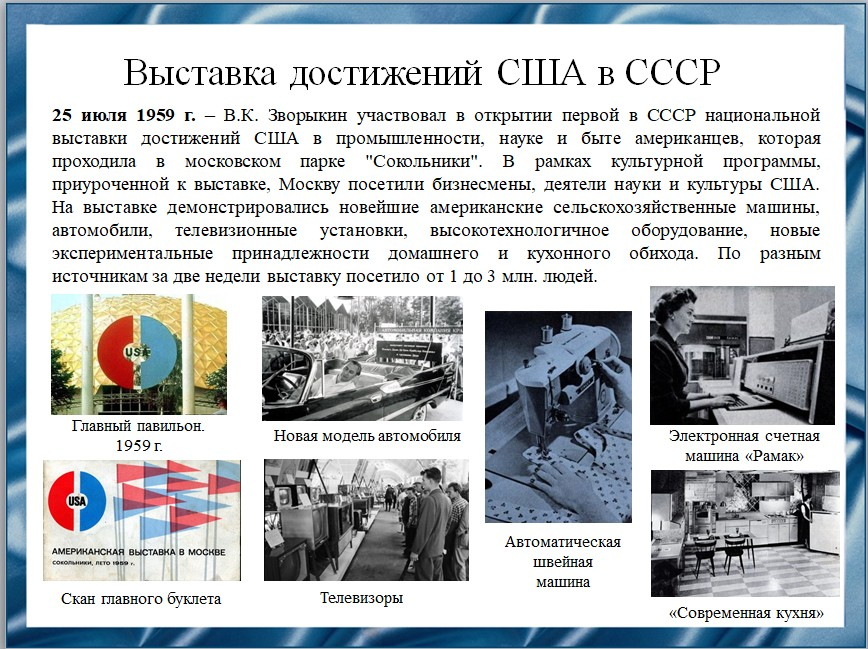 Выставка достижений США в СССР
25 июля 1959 г. – В.К. Зворыкин участвовал в открытии первой в СССР национальной
выставки достижений США в промышленности, науке и быте американцев, которая
проходила в московском парке "Сокольники". В рамках культурной программы,
приуроченной к выставке, Москву посетили бизнесмены, деятели науки и культуры США.
На выставке демонстрировались новейшие американские сельскохозяйственные машины,
автомобили, телевизионные установки, высокотехнологичное оборудование, новые
экспериментальные принадлежности домашнего и кухонного обихода. По разным
источникам за две недели выставку посетило от 1 до 3 млн. людей.
USA
Главный павильон.
1959 г.
АВТОМОБИЛЬНАЯ КОМПАНИЯ
Новая модель автомобиля
Автоматическая
швейная
машина
Электронная счетная
машина «Рамак»
USA
АМЕРИКАНСКАЯ ВЫСТАВКА В МОСКВЕ
СОКОЛЬНИКИ, ЛЕТО 1959 г.
Скан главного буклета
Телевизоры
«Современная кухня»